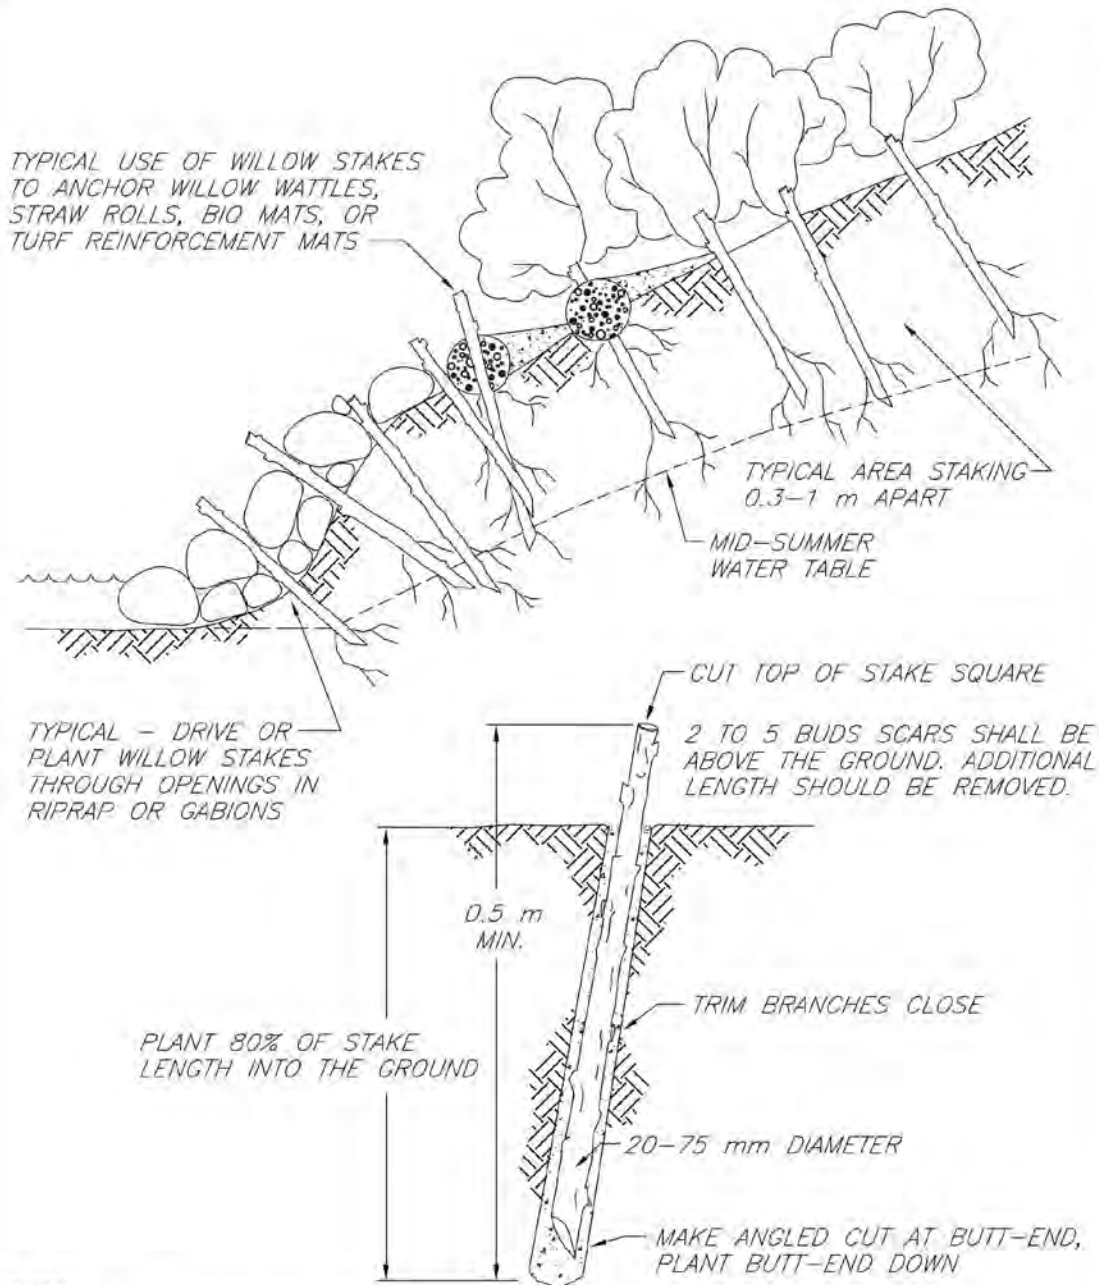 TYPICAL USE OF WILLOW STAKES
TO ANCHOR WILLOW WATTLES,
STRAW ROLLS, BIO MATS, OR
TURF REINFORCEMENT MATS
TYPICAL AREA STAKING
0.3-1 m APART
MID-SUMMER
WATER TABLE
TYPICAL - DRIVE OR
PLANT WILLOW STAKES
THROUGH OPENINGS IN
RIPRAP OR GABIONS
CUT TOP OF STAKE SQUARE
2 TO 5 BUDS SCARS SHALL BE
ABOVE THE GROUND. ADDITIONAL
LENGTH SHOULD BE REMOVED.
0.5 m
MIN.
TRIM BRANCHES CLOSE
PLANT 80% OF STAKE
LENGTH INTO THE GROUND
20-75 mm DIAMETER
MAKE ANGLED CUT AT BUTT-END,
PLANT BUTT-END DOWN